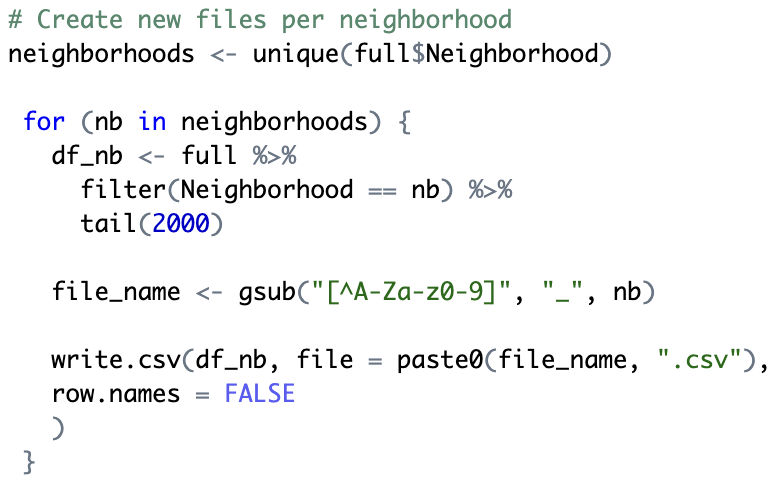 # Create new files per neighborhood
neighborhoods <- unique(full$Neighborhood)
for (nb in neighborhoods) {
df_nb <- full %>%
filter(Neighborhood == nb) %>%
tail(2000)
file_name <- gsub("[^A-Za-z0-9]", "_", nb)
write.csv(df_nb, file = paste0(file_name, ".csv"),
row.names = FALSE
)
}